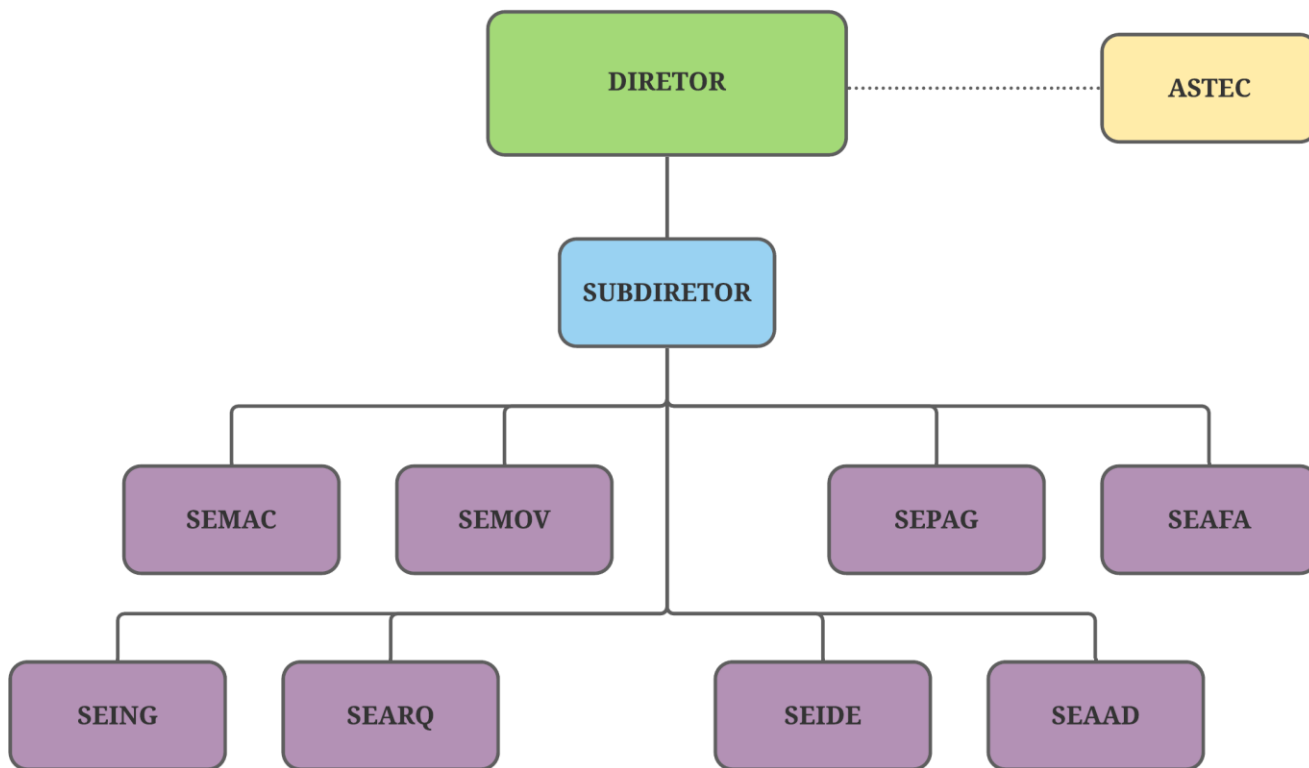 DIRETOR
ASTEC
SUBDIRETOR
SEMAC
SEMOV
SEPAG
SEAFA
SEING
SEARQ
SEIDE
SEAAD